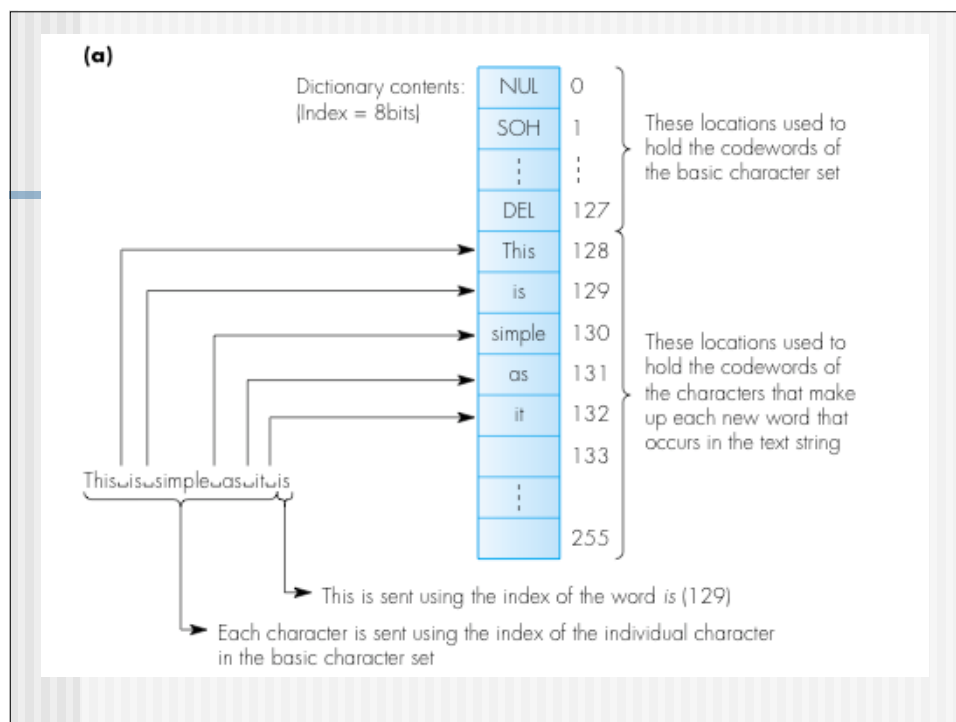 (a)
Dictionary contents:
(Index = 8bits)
NUL 0
SOH 1
DEL 127
This 128
is 129
simple 130
as 131
it 132
133
255
These locations used to
hold the codewords of
the basic character set
These locations used to
hold the codewords of
the characters that make
up each new word that
occurs in the text string
This␣is␣simple␣as␣it␣is
This is sent using the index of the word is (129)
Each character is sent using the index of the individual character
in the basic character set